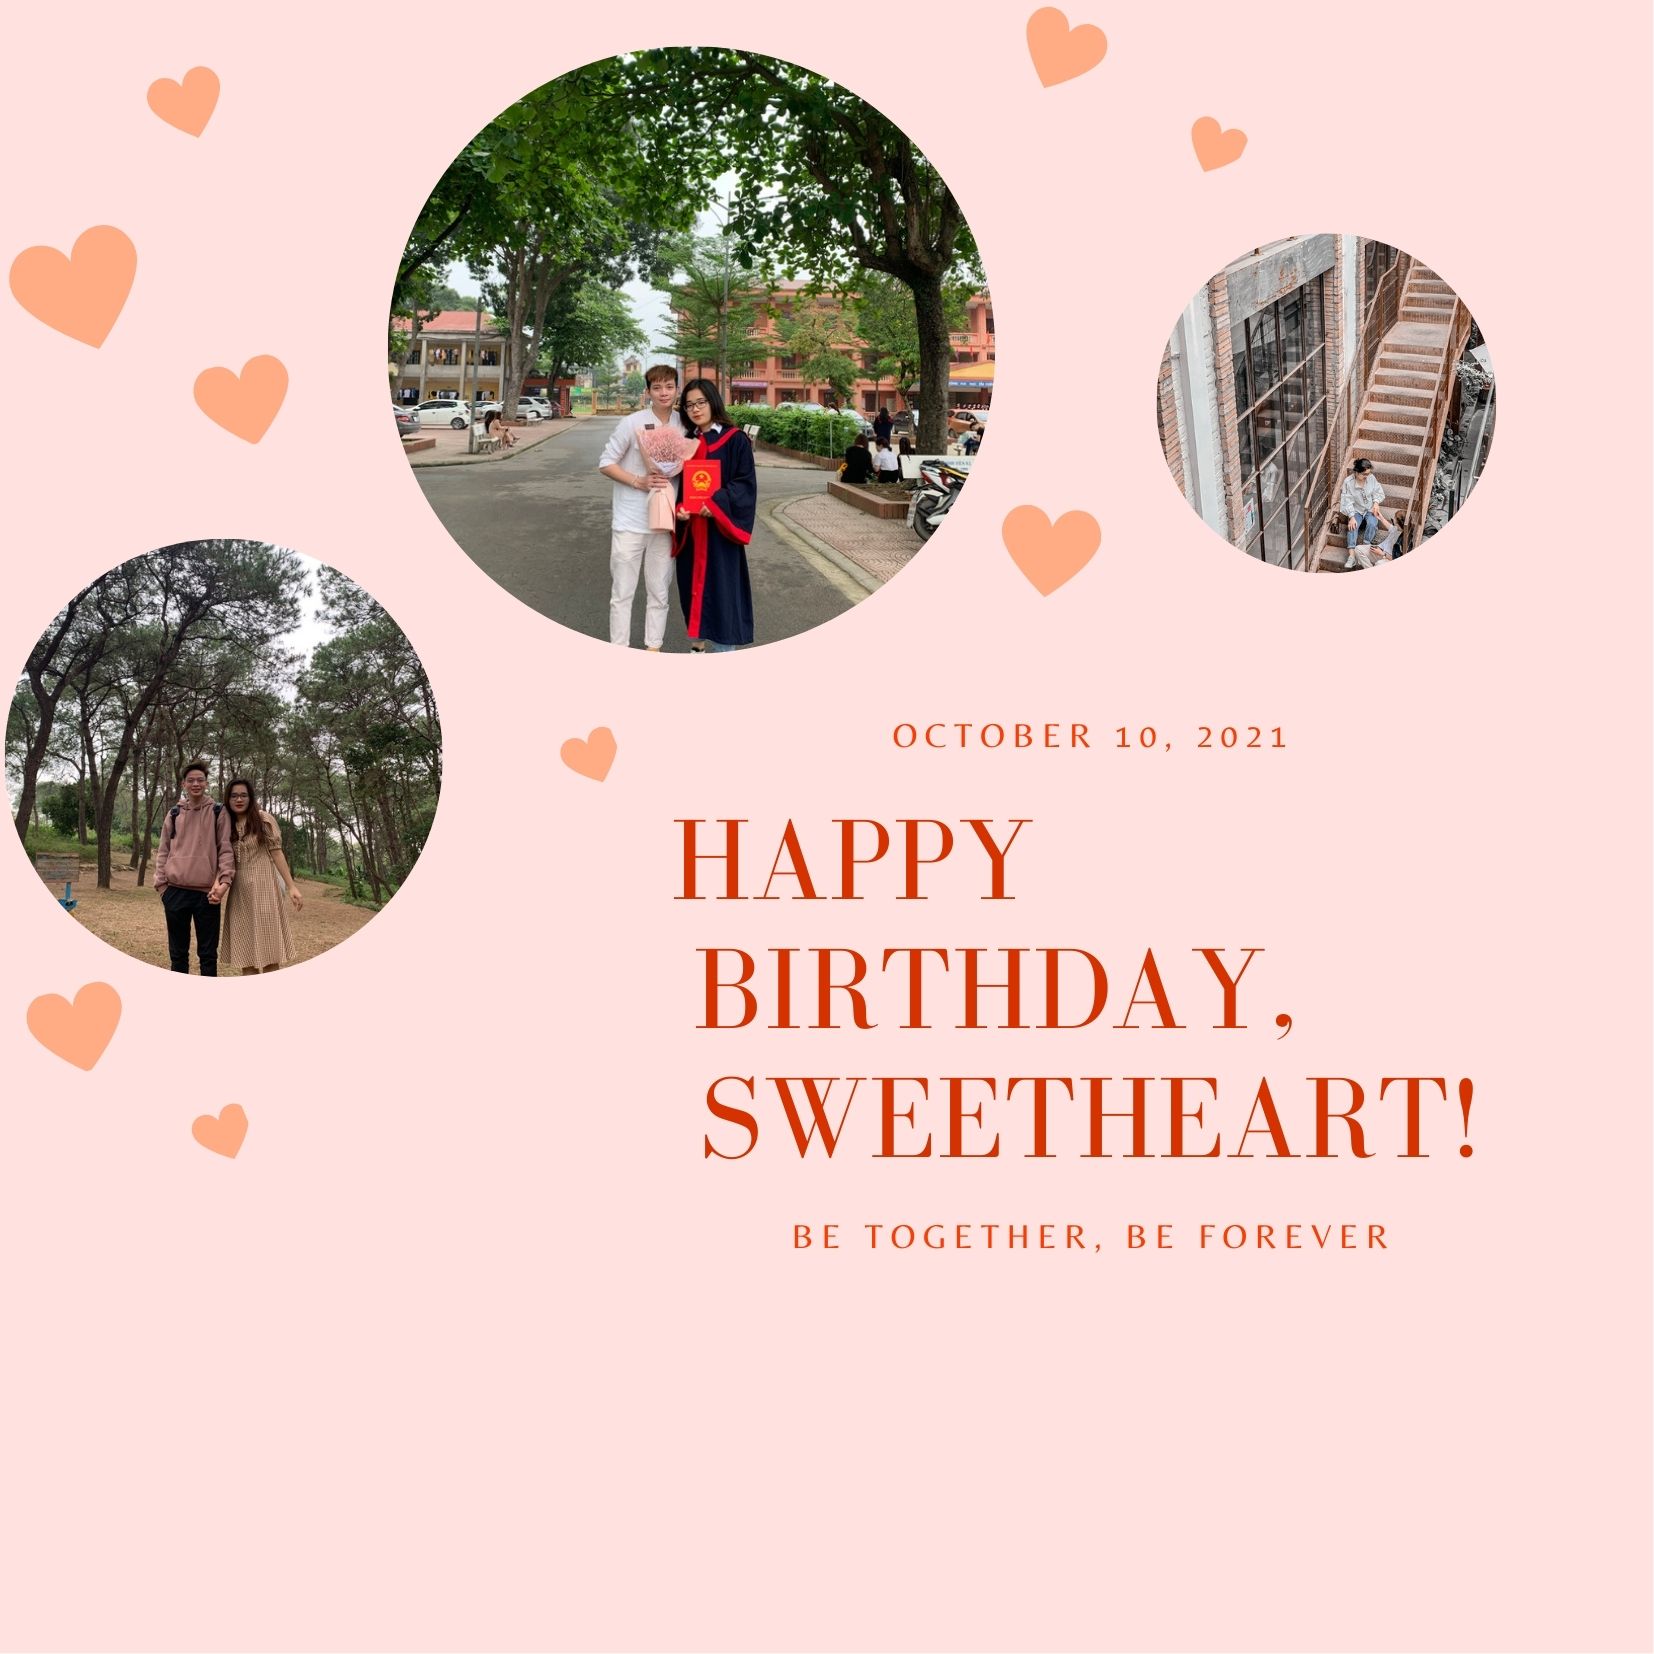 OCTOBER 10, 2021
HAPPY
BIRTHDAY,
SWEETHEART!
BE TOGETHER, BE FOREVER